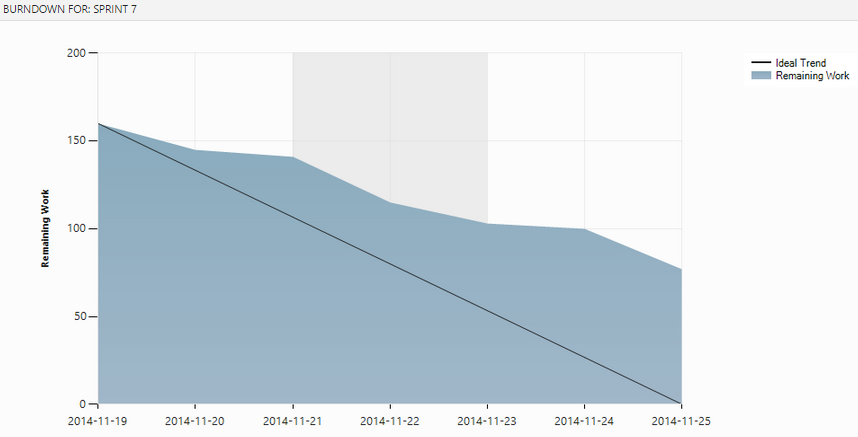 BURNDOWN FOR: SPRINT 7
Ideal Trend
Remaining Work
200
150
100
50
0
Remaining Work
2014-11-19 2014-11-20 2014-11-21 2014-11-22 2014-11-23 2014-11-24 2014-11-25